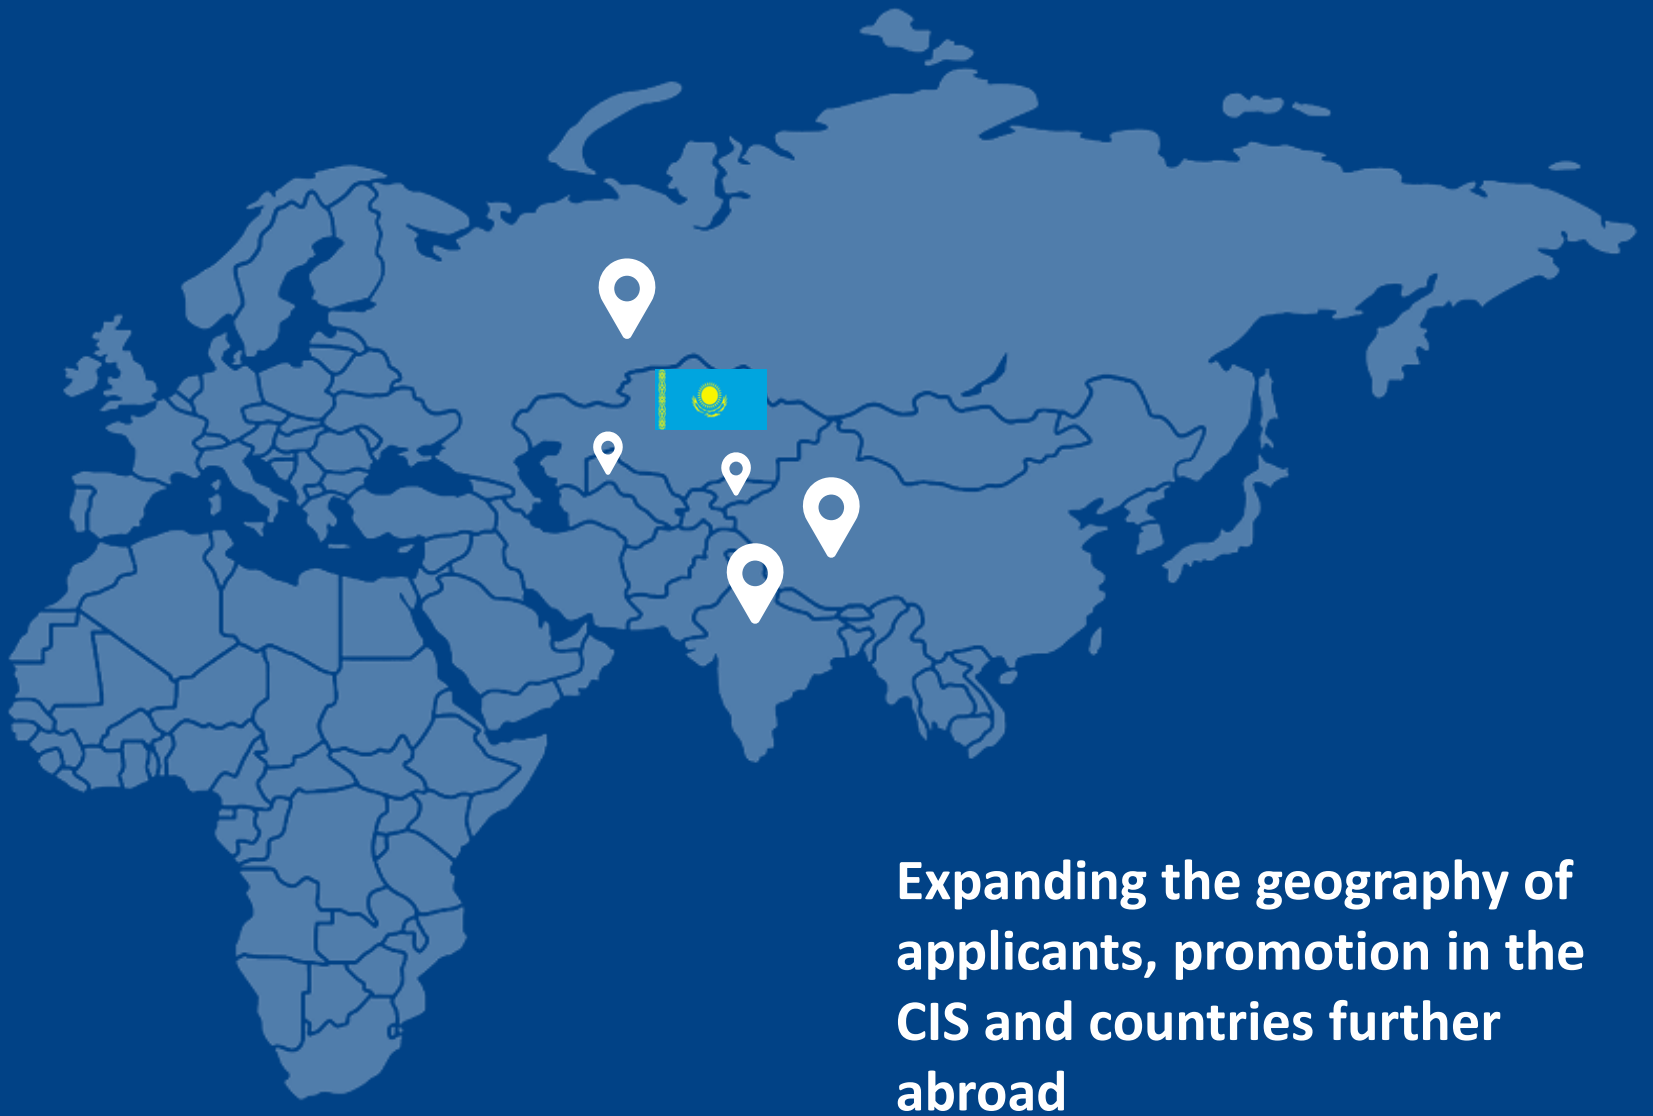 Expanding the geography of
applicants, promotion in the
CIS and countries further
abroad